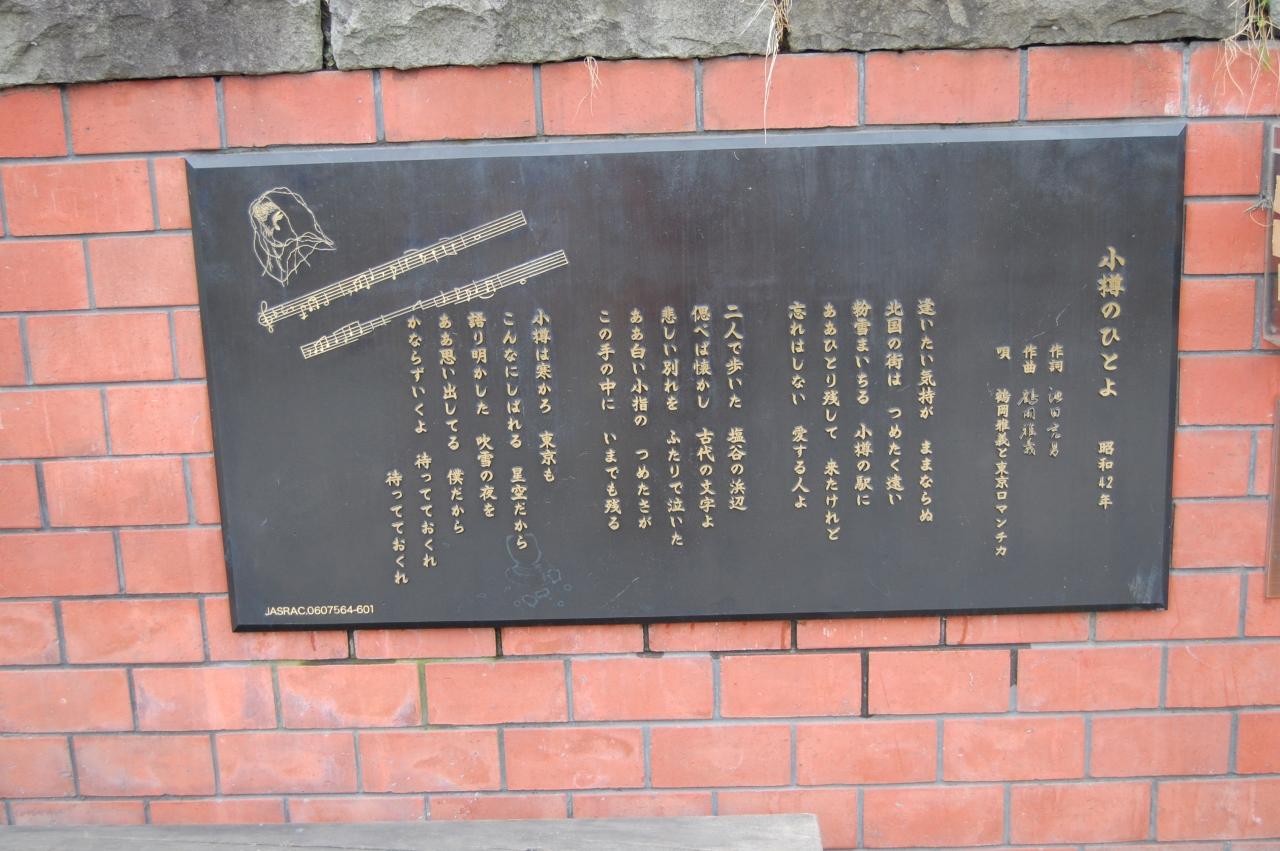 小樽のひとよ 昭和42年
作詞 池田充男
作曲 鶴岡雅義
唄 鶴岡雅義と東京ロマンチカ
逢いたい気持が ままならぬ
北国の街は つめたく遠い
粉雪まいちる 小樽の駅に
ああひとり残して 来たけれど
忘れはしない 愛する人よ
二人で歩いた 塩谷の浜辺
偲べば懐かし 古代の文字よ
悲しい別れを ふたりで泣いた
ああ白い小指の つめたさが
この手の中に いまでも残る
小樽は寒かろ 東京も
こんなにしばれる 星空だから
語り明かした 吹雪の夜を
ああ思い出してる 僕だから
かならずいくよ 待ってておくれ
待ってておくれ
JASRAC.0607564-601